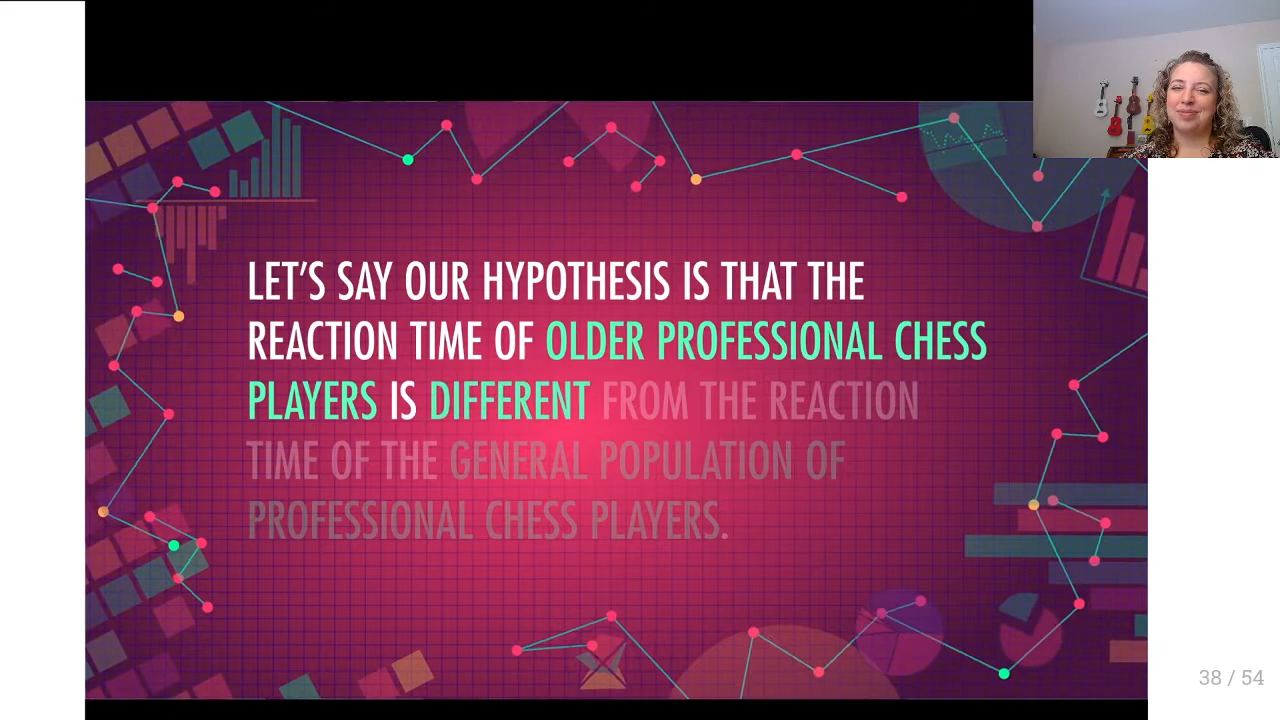 LET'S SAY OUR HYPOTHESIS IS THAT THE
REACTION TIME OF OLDER PROFESSIONAL CHESS
PLAYERS IS DIFFERENT FROM THE REACTION
TIME OF THE GENERAL POPULATION OF
PROFESSIONAL CHESS PLAYERS.
38 / 54